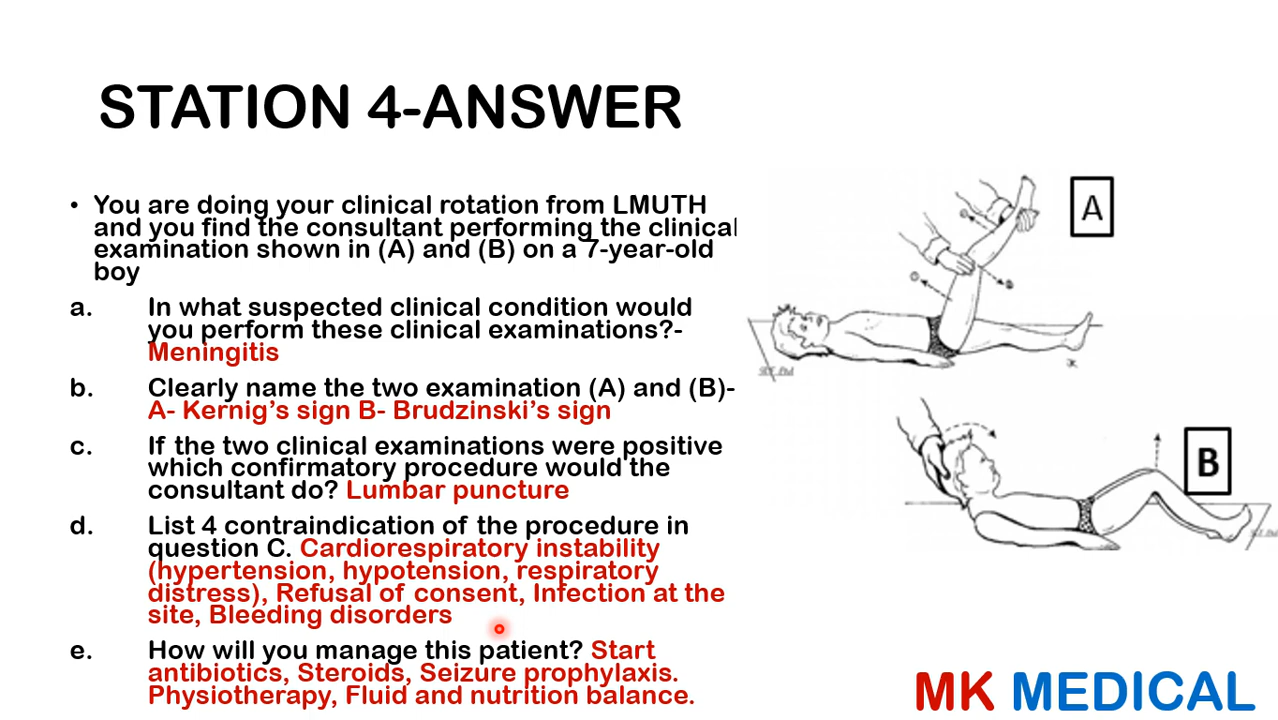 STATION 4-ANSWER
• You are doing your clinical rotation from LMUTH
and you find the consultant performing the clinical
examination shown in (A) and (B) on a 7-year-old
boy
a. In what suspected clinical condition would
you perform these clinical examinations?-
Meningitis
b. Clearly name the two examination (A) and (B)-
A- Kernig’s sign B- Brudzinski’s sign
c. If the two clinical examinations were positive
which confirmatory procedure would the
consultant do? Lumbar puncture
d. List 4 contraindication of the procedure in
question C. Cardiorespiratory instability
(hypertension, hypotension, respiratory
distress), Refusal of consent, Infection at the
site, Bleeding disorders
e. How will you manage this patient? Start
antibiotics, Steroids, Seizure prophylaxis.
Physiotherapy, Fluid and nutrition balance.
A
B
MK MEDICAL